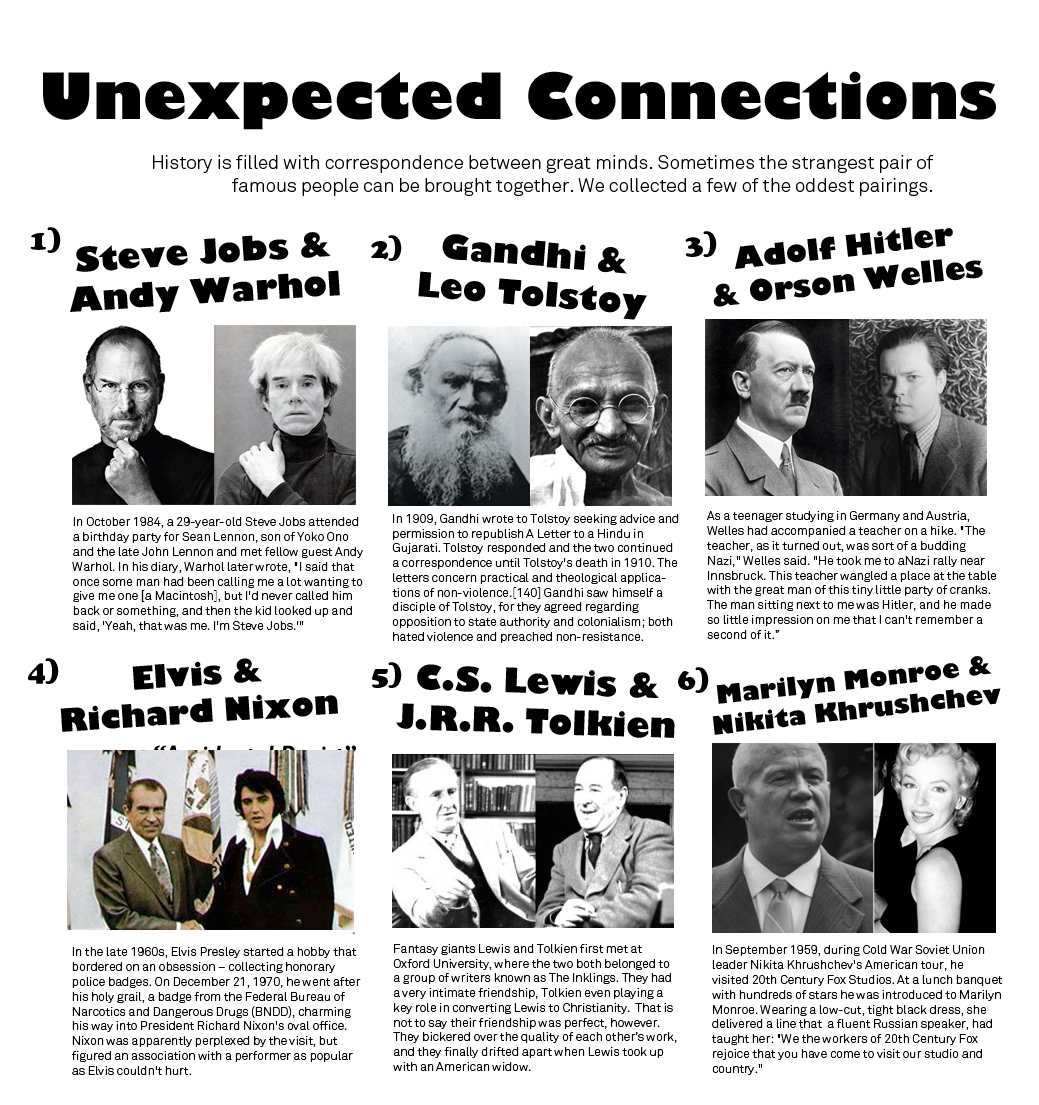 Unexpected Connections
History is filled with correspondence between great minds. Sometimes the strangest pair of
famous people can be brought together. We collected a few of the oddest pairings.
1) Steve Jobs &
Andy Warhol
In October 1984, a 29-year-old Steve Jobs attended
a birthday party for Sean Lennon, son of Yoko Ono
and the late John Lennon and met fellow guest Andy
Warhol. In his diary, Warhol later wrote, "I said that
once some man had been calling me a lot wanting to
give me one [a Macintosh], but I'd never called him
back or something, and then the kid looked up and
said, 'Yeah, that was me. I'm Steve Jobs.'"
2) Gandhi &
Leo Tolstoy
In 1909, Gandhi wrote to Tolstoy seeking advice and
permission to republish A Letter to a Hindu in
Gujarati. Tolstoy responded and the two continued
a correspondence until Tolstoy's death in 1910. The
letters concern practical and theological applica-
tions of non-violence.[140] Gandhi saw himself a
disciple of Tolstoy, for they agreed regarding
opposition to state authority and colonialism; both
hated violence and preached non-resistance.
3) Adolf Hitler
& Orson Welles
As a teenager studying in Germany and Austria,
Welles had accompanied a teacher on a hike. "The
teacher, as it turned out, was sort of a budding
Nazi," Welles said. "He took me to aNazi rally near
Innsbruck. This teacher wangled a place at the table
with the great man of this tiny little party of cranks.
The man sitting next to me was Hitler, and he made
so little impression on me that I can't remember a
second of it.”
4) Elvis &
Richard Nixon
In the late 1960s, Elvis Presley started a hobby that
bordered on an obsession – collecting honorary
police badges. On December 21, 1970, he went after
his holy grail, a badge from the Federal Bureau of
Narcotics and Dangerous Drugs (BNDD), charming
his way into President Richard Nixon's oval office.
Nixon was apparently perplexed by the visit, but
figured an association with a performer as popular
as Elvis couldn't hurt.
5) C.S. Lewis &
J.R.R. Tolkien
Fantasy giants Lewis and Tolkien first met at
Oxford University, where the two both belonged to
a group of writers known as The Inklings. They had
a very intimate friendship, Tolkien even playing a
key role in converting Lewis to Christianity. That is
not to say their friendship was perfect, however.
They bickered over the quality of each other's work,
and they finally drifted apart when Lewis took up
with an American widow.
6) Marilyn Monroe &
Nikita Khrushchev
In September 1959, during Cold War Soviet Union
leader Nikita Khrushchev's American tour, he
visited 20th Century Fox Studios. At a lunch banquet
with hundreds of stars he was introduced to Marilyn
Monroe. Wearing a low-cut, tight black dress, she
delivered a line that a fluent Russian speaker, had
taught her: "We the workers of 20th Century Fox
rejoice that you have come to visit our studio and
country."